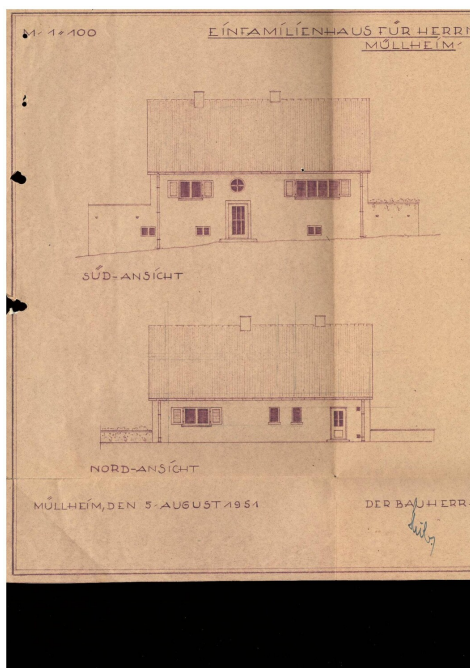 M· 1:100
EINFAMILIENHAUS FÜR HERRN
MÜLLHEIM·
SÜD-ANSICHT
NORD-ANSICHT
MÜLLHEIM, DEN 5·AUGUST 1951
DER BAUHERR·